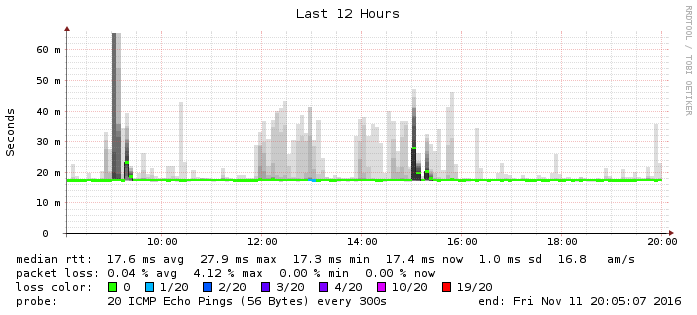 Last 12 Hours
RRDTOOL / TOBI OETIKER
Seconds
60 m
50 m
40 m
30 m
20 m
10 m
0
10:00 12:00 14:00 16:00 18:00 20:00
median rtt: 17.6 ms avg 27.9 ms max 17.3 ms min 17.4 ms now 1.0 ms sd 16.8 am/s
packet loss: 0.04 % avg 4.12 % max 0.00 % min 0.00 % now
loss color: 0 1/20 2/20 3/20 4/20 10/20 19/20
probe: 20 ICMP Echo Pings (56 Bytes) every 300s end: Fri Nov 11 20:05:07 2016